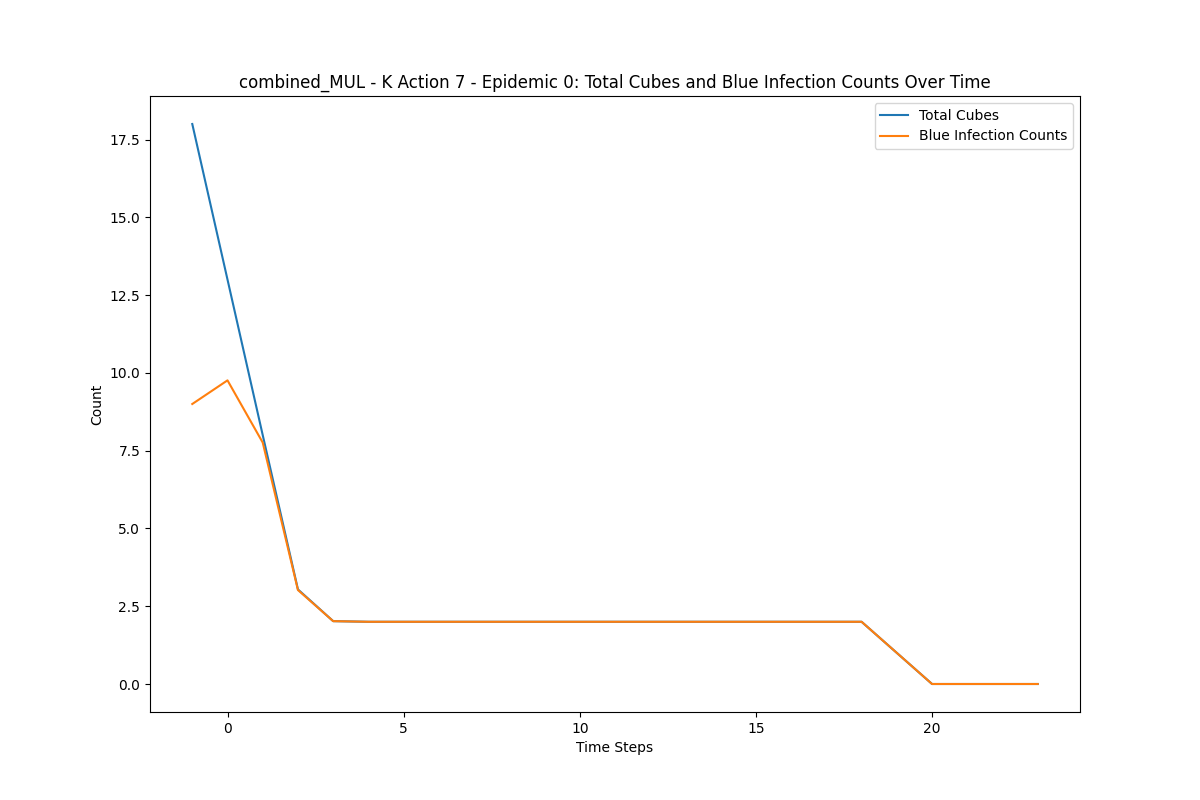 combined_MUL - K Action 7 - Epidemic 0: Total Cubes and Blue Infection Counts Over Time
Total Cubes
Blue Infection Counts
17.5
15.0
12.5
10.0
7.5
5.0
2.5
0.0
Count
0 5 10 15 20
Time Steps